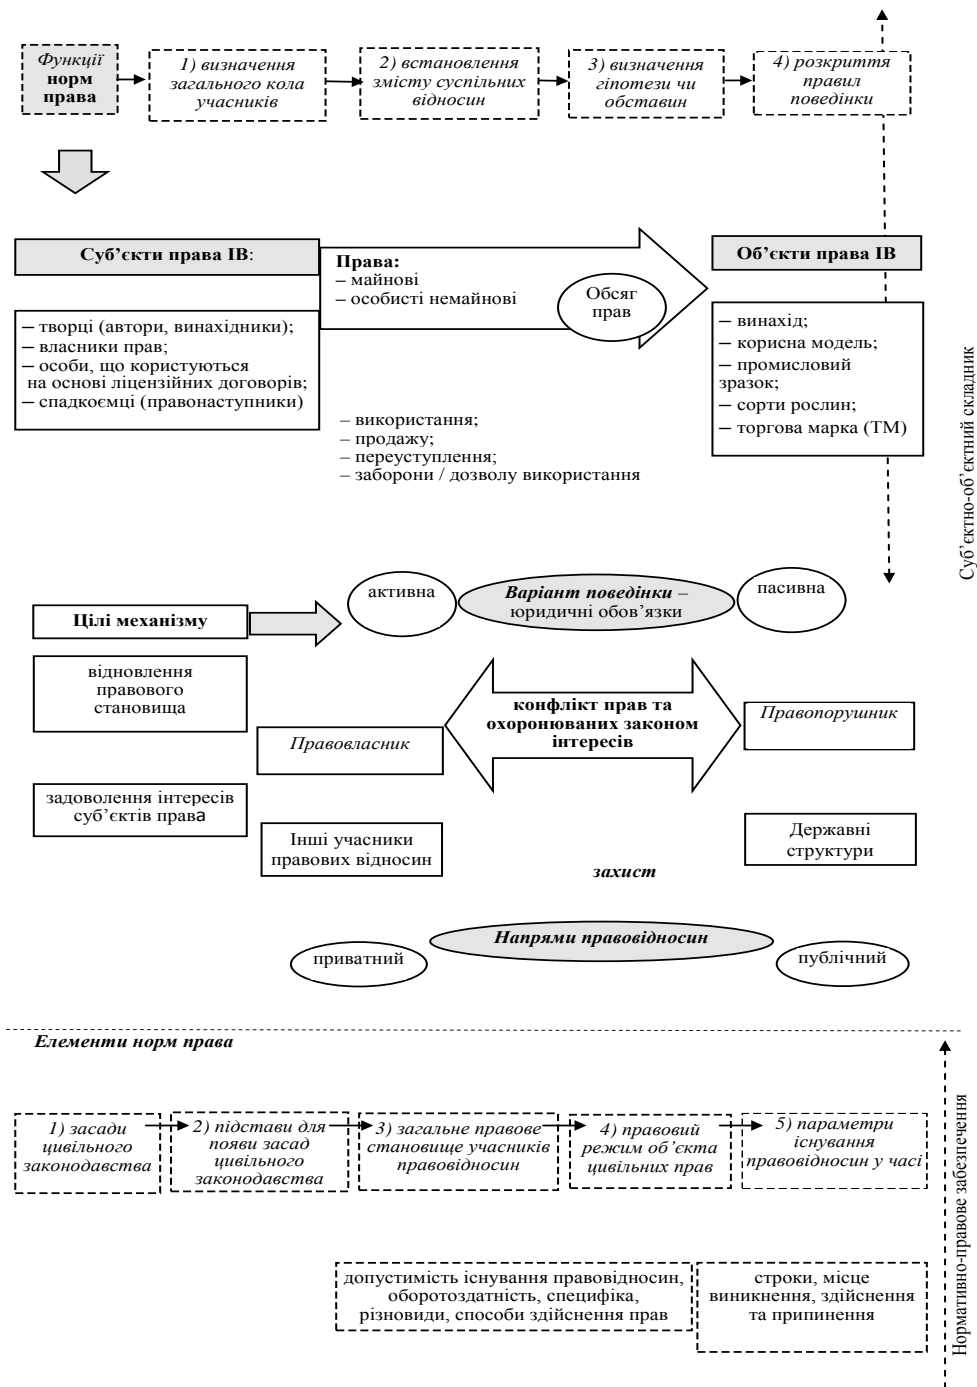 Функції
норм
права
1) визначення
загального кола
учасників
2) встановлення
змісту суспільних
відносин
3) визначення
гіпотези чи
обставин
4) розкриття
правил
поведінки
Суб’єкти права ІВ:
Права:
– майнові
– особисті немайнові
Обсяг
прав
Об’єкти права ІВ
– творці (автори, винахідники);
– власники прав;
– особи, що користуються
на основі ліцензійних договорів;
– спадкоємці (правонаступники)
– винахід;
– корисна модель;
– промисловий
зразок;
– сорти рослин;
– торгова марка (ТМ)
– використання;
– продажу;
– переуступлення;
– заборони / дозволу використання
Суб’єктно-об’єктний складник
активна
Варіант поведінки –
юридичні обов’язки
пасивна
Цілі механізму
відновлення
правового
становища
конфлікт прав та
охоронюваних законом
інтересів
Правовласник
Правопорушник
задоволення інтересів
суб’єктів права
Інші учасники
правових відносин
Державні
структури
захист
Напрями правовідносин
приватний
публічний
Елементи норм права
1) засади
цивільного
законодавства
2) підстави для
появи засад
цивільного
законодавства
3) загальне правове
становище учасників
правовідносин
4) правовий
режим об’єкта
цивільних прав
5) параметри
існування
правовідносин у часі
допустимість існування правовідносин,
оборотоздатність, специфіка,
різновиди, способи здійснення прав
строки, місце
виникнення, здійснення
та припинення
Нормативно-правове забезпечення